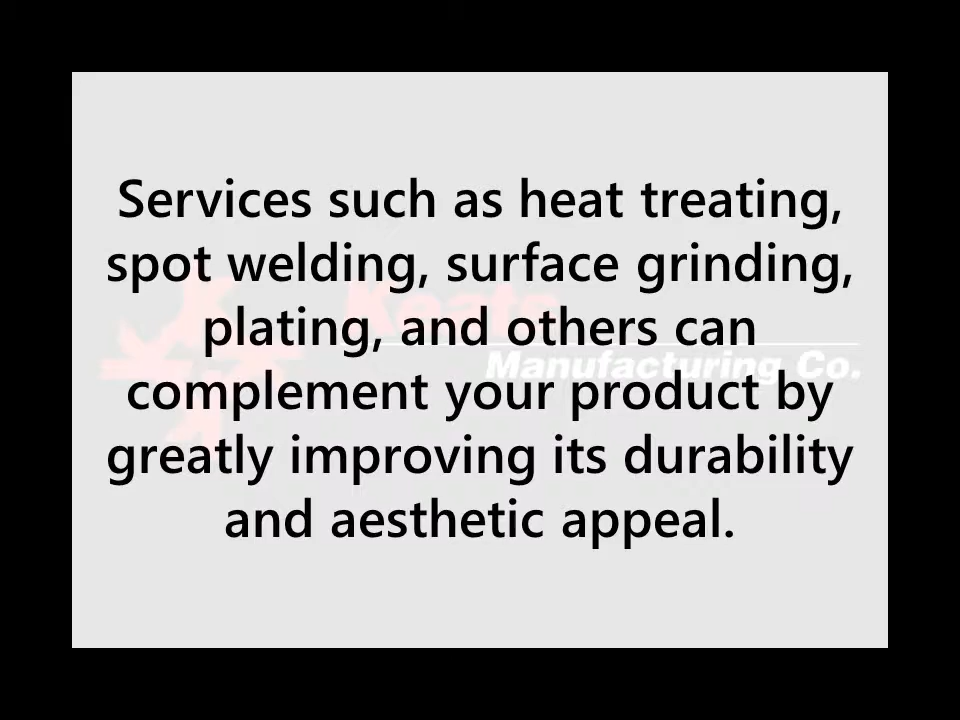 Services such as heat treating,
spot welding, surface grinding,
plating, and others can
complement your product by
greatly improving its durability
and aesthetic appeal.
Keats
Manufacturing Co.